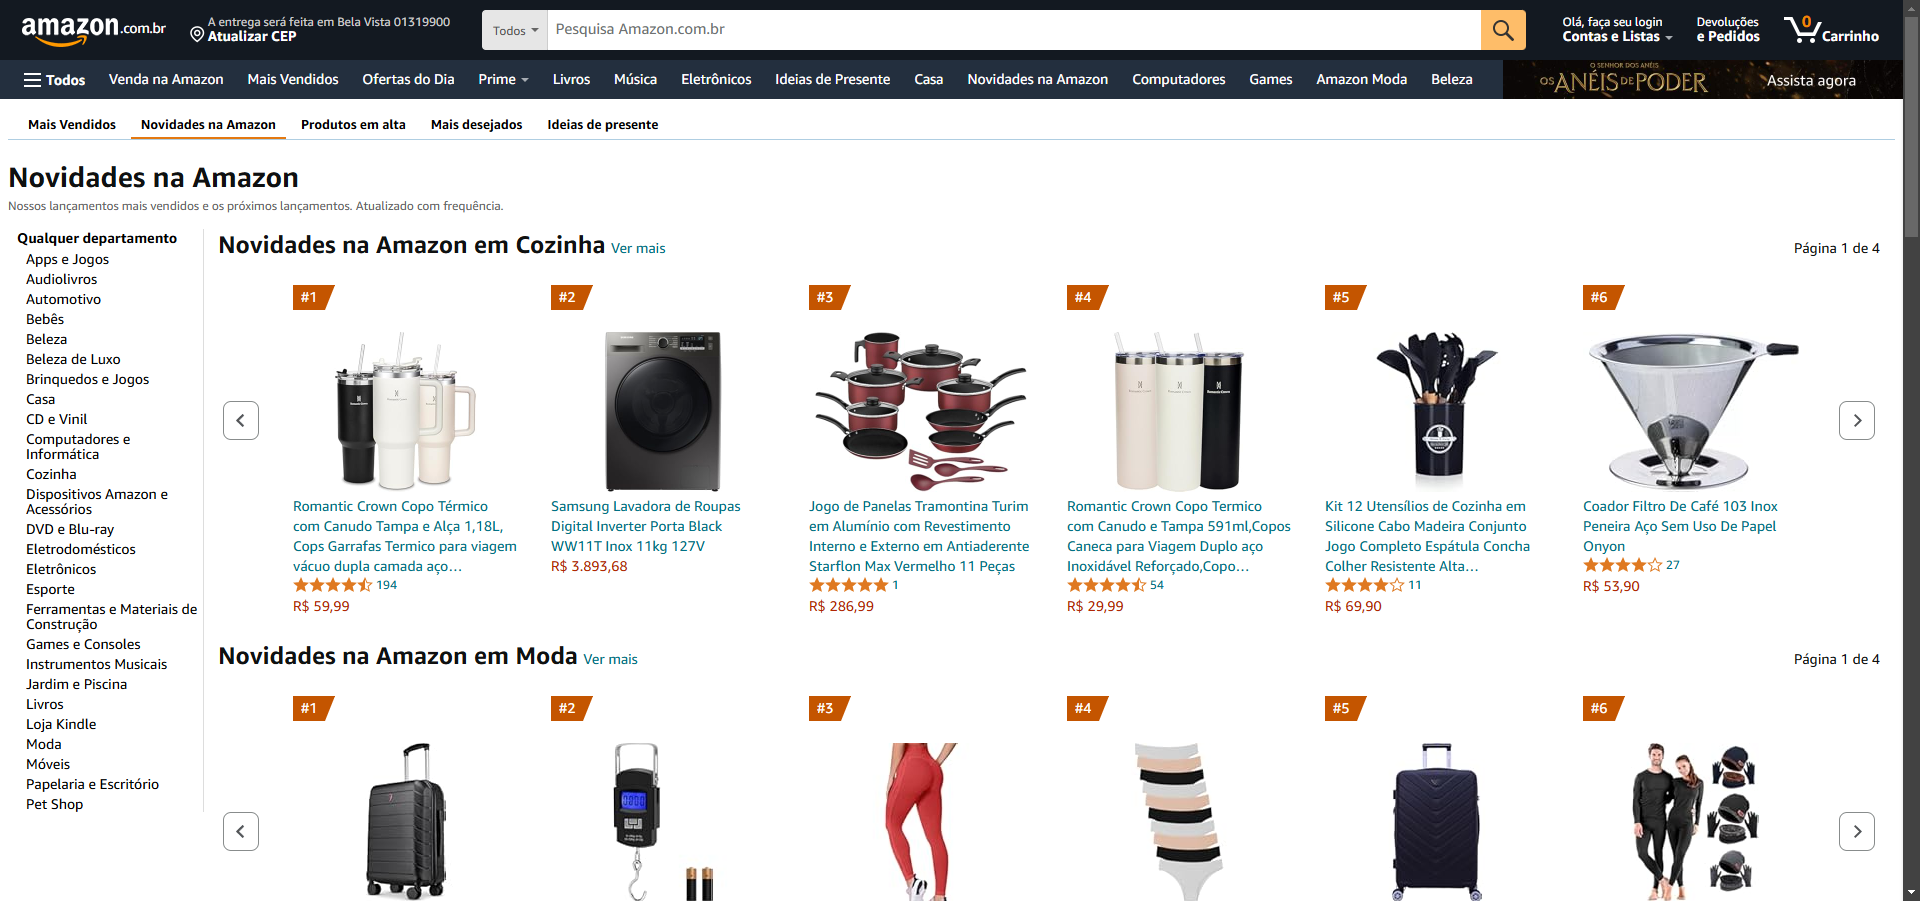 amazon.com.br
A entrega será feita em Bela Vista 01319900
Atualizar CEP
Todos
Pesquisa Amazon.com.br
Olá, faça seu login
Contas e Listas
Devoluções
e Pedidos
0
Carrinho
Todos
Venda na Amazon
Mais Vendidos
Ofertas do Dia
Prime
Livros
Música
Eletrônicos
Ideias de Presente
Casa
Novidades na Amazon
Computadores
Games
Amazon Moda
Beleza
O SENHOR DOS ANÉIS
OS ANÉIS DE PODER
Assista agora
Mais Vendidos
Novidades na Amazon
Produtos em alta
Mais desejados
Ideias de presente
Novidades na Amazon
Nossos lançamentos mais vendidos e os próximos lançamentos. Atualizado com frequência.
Qualquer departamento
Apps e Jogos
Audiolivros
Automotivo
Bebês
Beleza
Beleza de Luxo
Brinquedos e Jogos
Casa
CD e Vinil
Computadores e
Informática
Cozinha
Dispositivos Amazon e
Acessórios
DVD e Blu-ray
Eletrodomésticos
Eletrônicos
Esporte
Ferramentas e Materiais de
Construção
Games e Consoles
Instrumentos Musicais
Jardim e Piscina
Livros
Loja Kindle
Moda
Móveis
Papelaria e Escritório
Pet Shop
Novidades na Amazon em Cozinha Ver mais
Página 1 de 4
#1
Romantic Crown Copo Térmico
com Canudo Tampa e Alça 1,18L,
Cops Garrafas Termico para viagem
vácuo dupla camada aço...
194
R$ 59,99
#2
Samsung Lavadora de Roupas
Digital Inverter Porta Black
WW11T Inox 11kg 127V
R$ 3.893,68
#3
Jogo de Panelas Tramontina Turim
em Alumínio com Revestimento
Interno e Externo em Antiaderente
Starflon Max Vermelho 11 Peças
1
R$ 286,99
#4
Romantic Crown Copo Termico
com Canudo e Tampa 591ml,Copos
Caneca para Viagem Duplo aço
Inoxidável Reforçado,Copo...
54
R$ 29,99
#5
Kit 12 Utensílios de Cozinha em
Silicone Cabo Madeira Conjunto
Jogo Completo Espátula Concha
Colher Resistente Alta...
11
R$ 69,90
#6
Coador Filtro De Café 103 Inox
Peneira Aço Sem Uso De Papel
Onyon
27
R$ 53,90
Novidades na Amazon em Moda Ver mais
Página 1 de 4
#1
#2
#3
#4
#5
#6